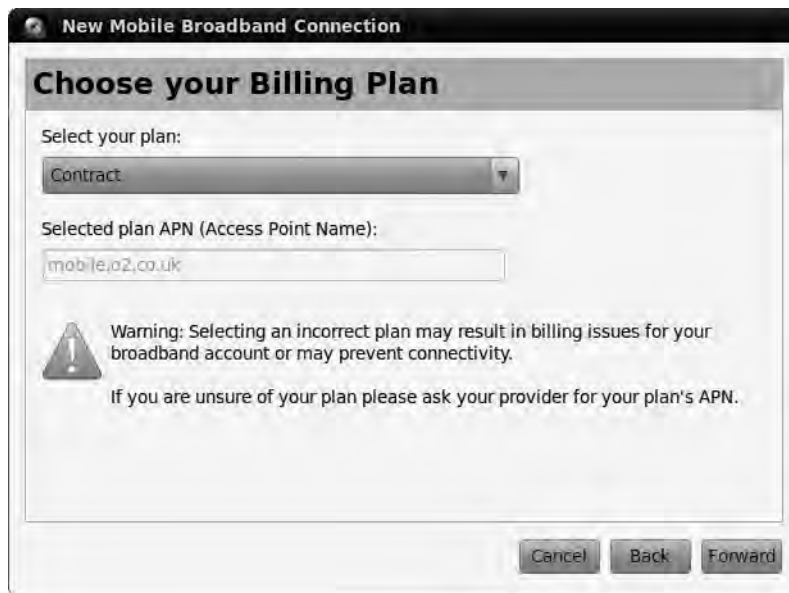 New Mobile Broadband Connection
Choose your Billing Plan
Select your plan:
Contract
Selected plan APN (Access Point Name):
mobile.o2.co.uk
Warning: Selecting an incorrect plan may result in billing issues for your
broadband account or may prevent connectivity.
If you are unsure of your plan please ask your provider for your plan's APN.
Cancel Back Forward